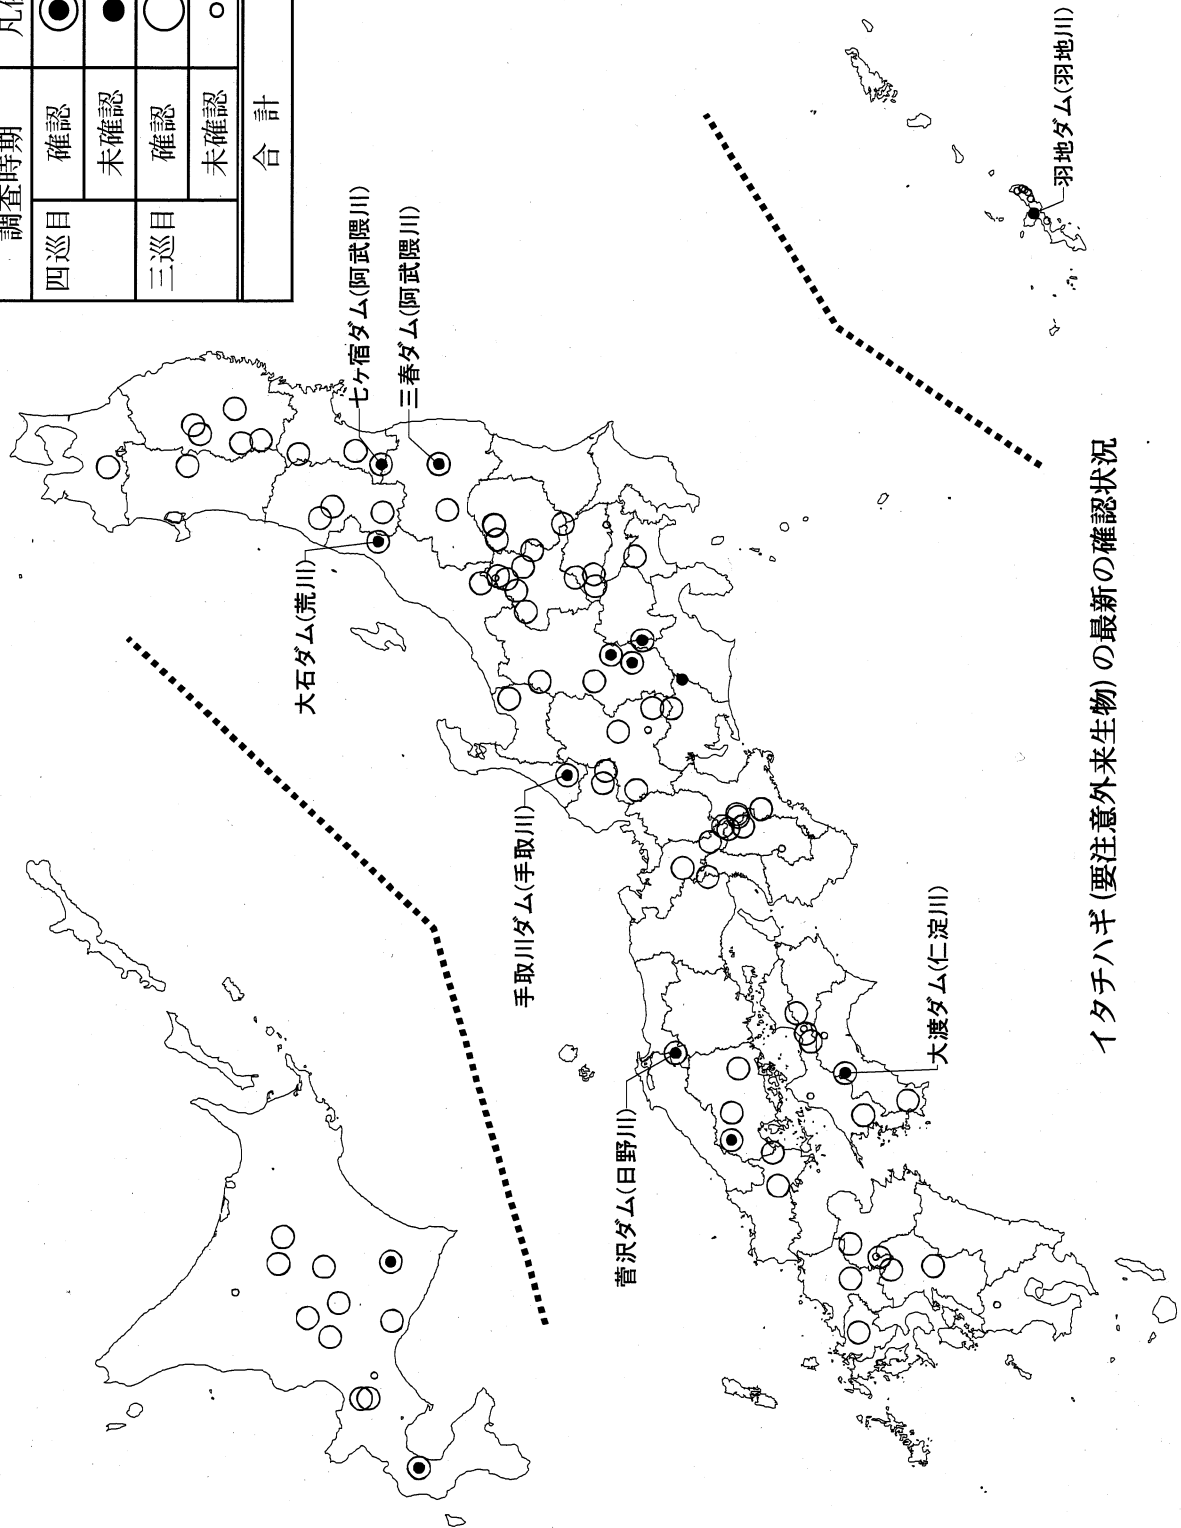 調査時期 凡例
四巡目 確認
未確認
三巡目 確認
未確認
合 計
七ヶ宿ダム(阿武隈川)
三春ダム(阿武隈川)
大石ダム(荒川)
手取川ダム(手取川)
菅沢ダム(日野川)
大渡ダム(仁淀川)
羽地ダム(羽地川)
イタチハギ(要注意外来生物)の最新の確認状況